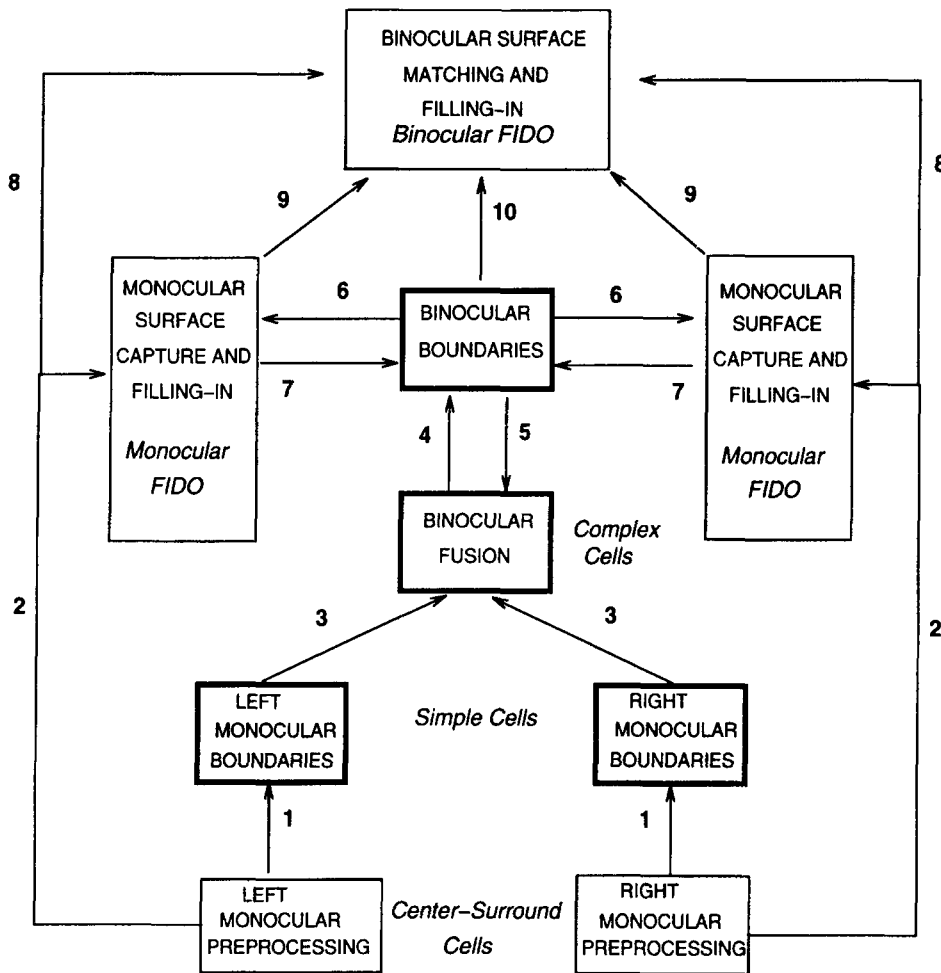 BINOCULAR SURFACE
MATCHING AND
FILLING-IN
Binocular FIDO
8
8
9
10
9
MONOCULAR
SURFACE
CAPTURE AND
FILLING-IN
Monocular
FIDO
6
7
BINOCULAR
BOUNDARIES
6
7
MONOCULAR
SURFACE
CAPTURE AND
FILLING-IN
Monocular
FIDO
4
5
BINOCULAR
FUSION
Complex
Cells
2
2
3
3
LEFT
MONOCULAR
BOUNDARIES
Simple Cells
RIGHT
MONOCULAR
BOUNDARIES
1
1
LEFT
MONOCULAR
PREPROCESSING
Center-Surround
Cells
RIGHT
MONOCULAR
PREPROCESSING